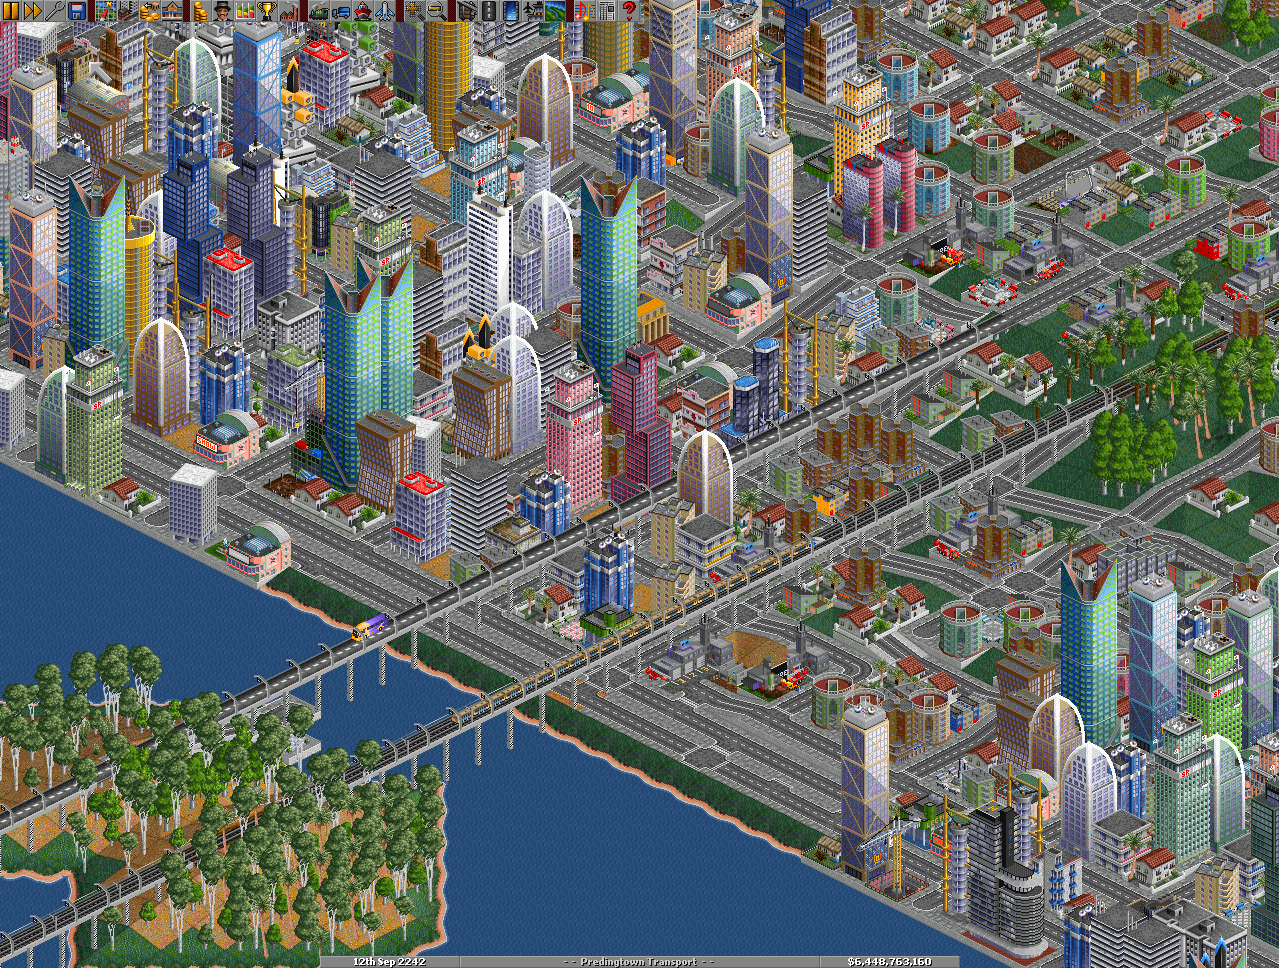 12th Sep 2242
- - Predingtown Transport - -
$6,448,763,160